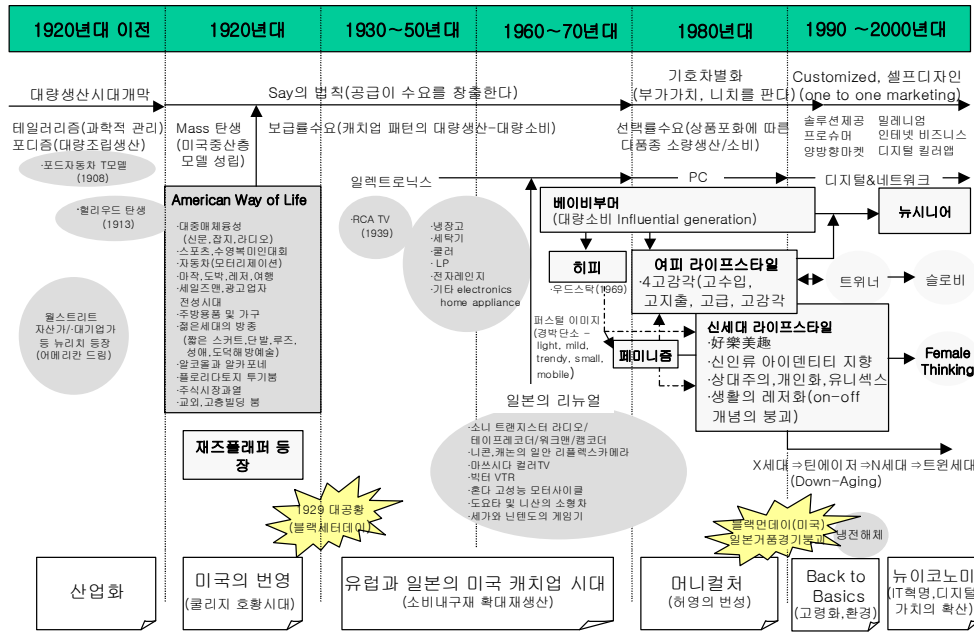 1920년대 이전
1920년대
1930～50년대
1960～70년대
1980년대
1990 ～2000년대
대량생산시대개막
Say의 법칙(공급이 수요를 창출한다)
기호차별화
(부가가치, 니치를 판다)
Customized, 셀프디자인
(one to one marketing)
테일러리즘(과학적 관리)
포디즘(대량조립생산)
Mass 탄생
(미국중산층
모델 성립)
보급률수요(캐치업 패턴의 대량생산-대량소비)
선택률수요(상품포화에 따른
다품종 소량생산/소비)
솔루션제공
프로슈머
양방향마켓
밀레니엄
인터넷 비즈니스
디지털 킬러앱
·포드자동차 T모델
(1908)
·헐리우드 탄생
(1913)
월스트리트
자산가/·대기업가
등 뉴리치 등장
(어메리칸 드림)
American Way of Life
·대중매체융성
(신문,잡지,라디오)
·스포츠,수영복미인대회
·자동차(모터리제이션)
·마작,도박,레저,여행
·세일즈맨,광고업자
전성시대
·주방용품 및 가구
·젊은세대의 방종
(짧은 스커트,단발,루즈,
성애,도덕해방예술)
·알코올과 알카포네
·플로리다토지 투기붐
·주식시장과열
·교외,고층빌딩 붐
재즈플래퍼 등
장
1929 대공황
(블랙세터데이)
일렉트로닉스
PC
디지털&네트워크
·RCA TV
(1939)
·냉장고
·세탁기
·쿨러
·LP
·전자레인지
·기타 electronics
home appliance
베이비부머
(대량소비 Influential generation)
뉴시니어
히피
·우드스탁(1969)
여피 라이프스타일
·4고감각(고수입,
고지출, 고급, 고감각)
트위너
슬로비
퍼스털 이미지
(경박단소 -
light, mild,
trendy, small,
mobile)
페미니즘
신세대 라이프스타일
·好樂美趣
·신인류 아이덴티티 지향
·상대주의,개인화,유니섹스
·생활의 레저화(on-off
개념의 붕괴)
Female
Thinking
일본의 리뉴얼
·소니 트랜지스터 라디오/
테이프레코더/워크맨/캠코더
·니콘,캐논의 일안 리플렉스카메라
·마쓰시다 컬러TV
·빅터 VTR
·혼다 고성능 모터사이클
·도요타 및 니산의 소형차
·세가와 닌텐도의 게임기
X세대⇒틴에이저⇒N세대⇒트윈세대
(Down-Aging)
블랙먼데이(미국)
일본거품경기붕괴
냉전해체
산업화
미국의 번영
(쿨리지 호황시대)
유럽과 일본의 미국 캐치업 시대
(소비내구재 확대재생산)
머니컬처
(허영의 번성)
Back to
Basics
(고령화,환경)
뉴이코노미
(IT혁명,디지털
가치의 확산)